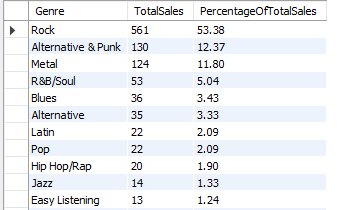 Genre TotalSales PercentageOfTotalSales
Rock 561 53.38
Alternative & Punk 130 12.37
Metal 124 11.80
R&B/Soul 53 5.04
Blues 36 3.43
Alternative 35 3.33
Latin 22 2.09
Pop 22 2.09
Hip Hop/Rap 20 1.90
Jazz 14 1.33
Easy Listening 13 1.24